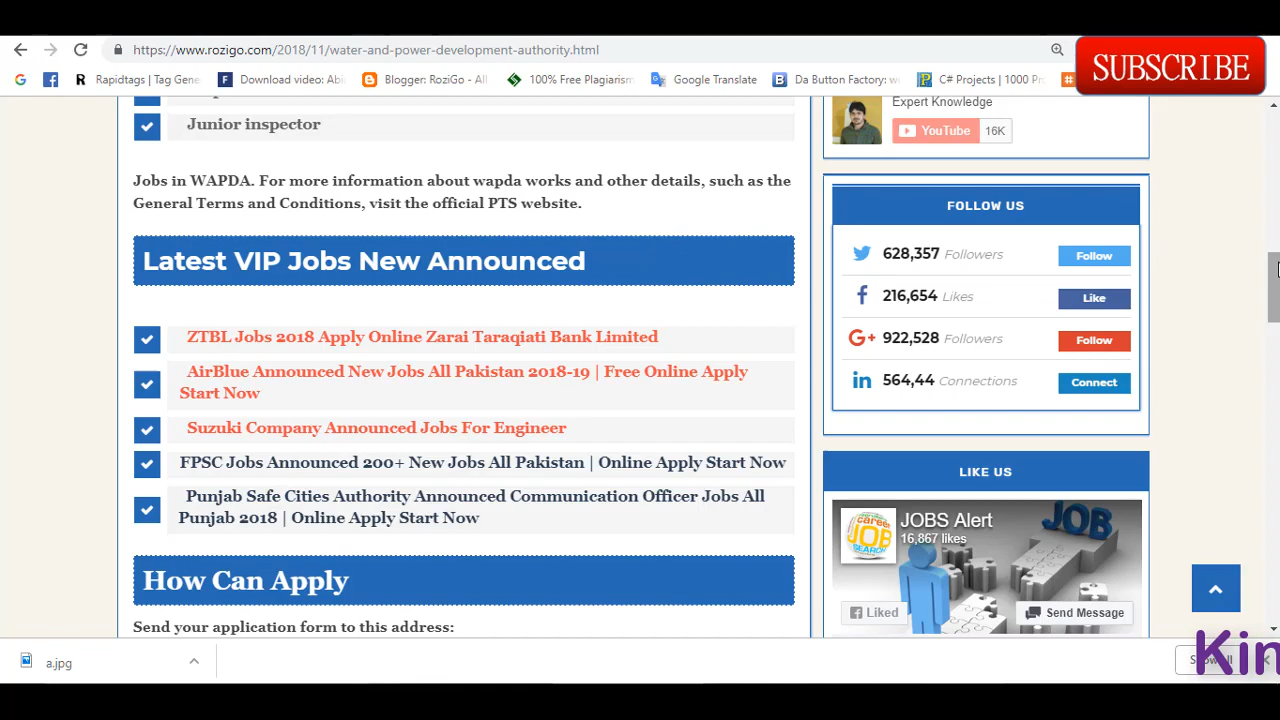 https://www.rozigo.com/2018/11/water-and-power-development-authority.html
SUBSCRIBE
Rapidtags | Tag Gene
Download video: Abi
Blogger: RoziGo - All
100% Free Plagiarism
Google Translate
Da Button Factory: w
C# Projects | 1000 Pro
Junior inspector
Jobs in WAPDA. For more information about wapda works and other details, such as the
General Terms and Conditions, visit the official PTS website.
Latest VIP Jobs New Announced
ZTBL Jobs 2018 Apply Online Zarai Taraqiati Bank Limited
AirBlue Announced New Jobs All Pakistan 2018-19 | Free Online Apply
Start Now
Suzuki Company Announced Jobs For Engineer
FPSC Jobs Announced 200+ New Jobs All Pakistan | Online Apply Start Now
Punjab Safe Cities Authority Announced Communication Officer Jobs All
Punjab 2018 | Online Apply Start Now
How Can Apply
Send your application form to this address:
Expert Knowledge
YouTube 16K
FOLLOW US
628,357 Followers Follow
216,654 Likes Like
922,528 Followers Follow
564,44 Connections Connect
LIKE US
career
JOB
SEARCH
JOBS Alert
16,867 likes
JOB
Liked
Send Message
a.jpg
Kin